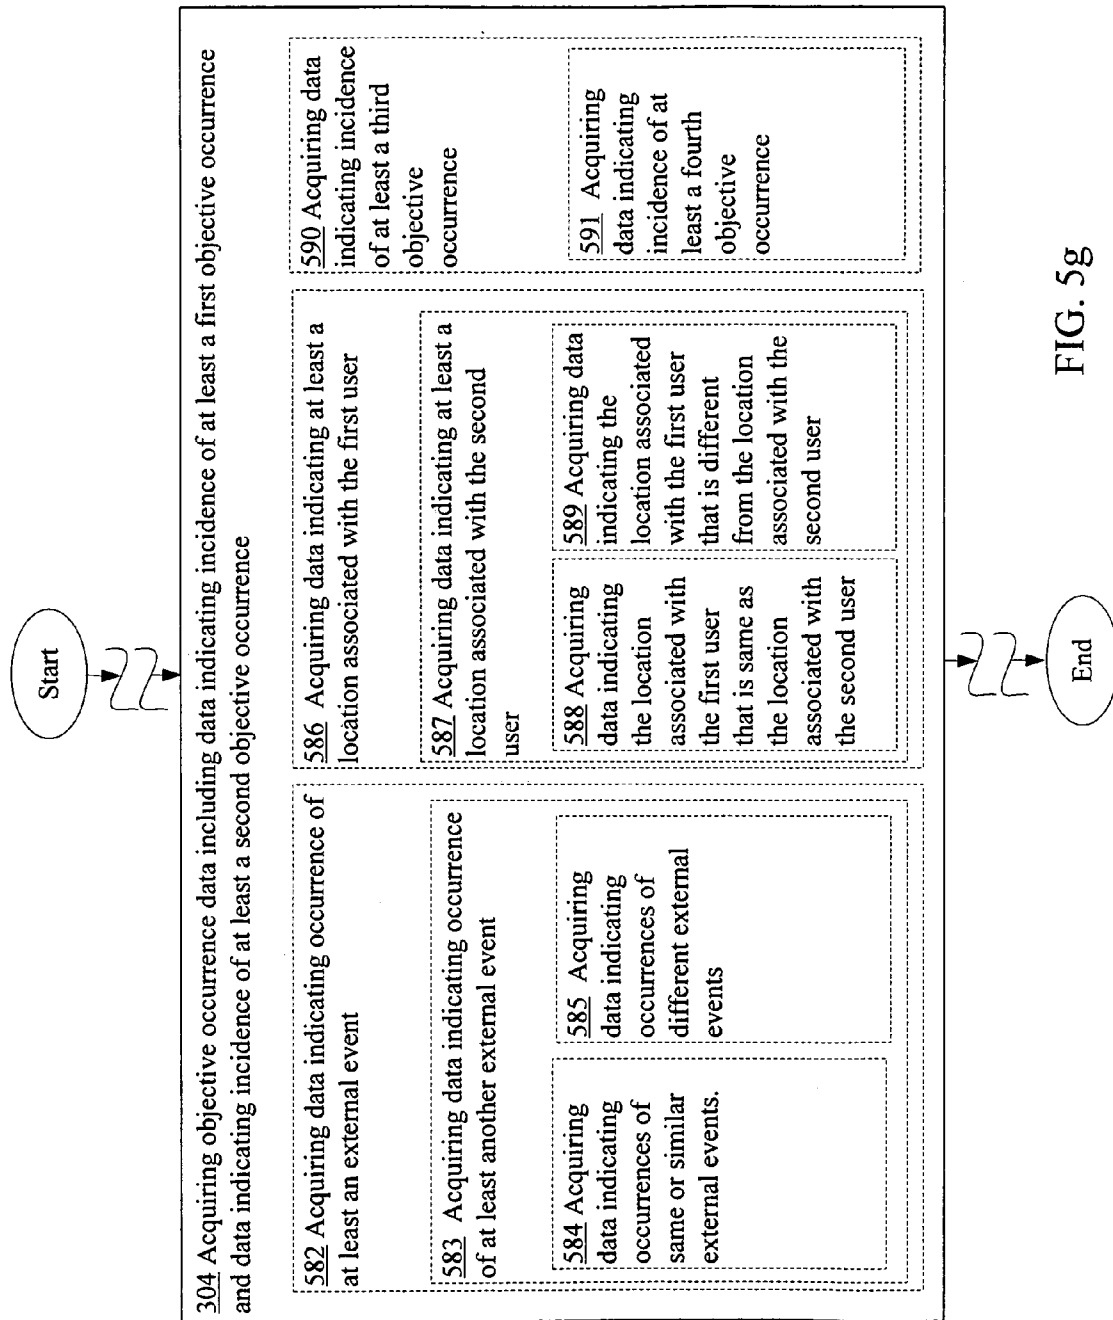 Start
304 Acquiring objective occurrence data including data indicating incidence of at least a first objective occurrence
and data indicating incidence of at least a second objective occurrence
582 Acquiring data indicating occurrence of
at least an external event
583 Acquiring data indicating occurrence
of at least another external event
584 Acquiring
data indicating
occurrences of
same or similar
external events.
585 Acquiring
data indicating
occurrences of
different external
events
586 Acquiring data indicating at least a
location associated with the first user
587 Acquiring data indicating at least a
location associated with the second
user
588 Acquiring
data indicating
the location
associated with
the first user
that is same as
the location
associated with
the second user
589 Acquiring data
indicating the
location associated
with the first user
that is different
from the location
associated with the
second user
590 Acquiring data
indicating incidence
of at least a third
objective
occurrence
591 Acquiring
data indicating
incidence of at
least a fourth
objective
occurrence
End
FIG. 5g